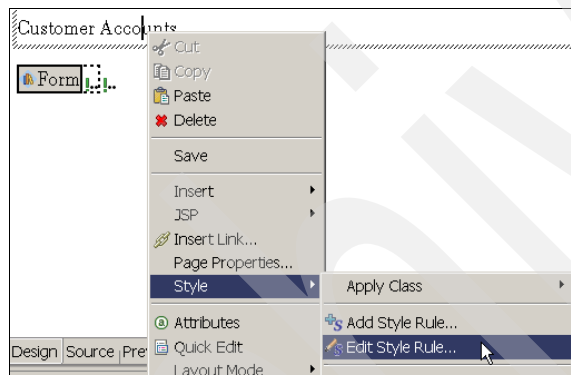 Customer Accounts
Form
Cut
Copy
Paste
Delete
Save
Insert
JSP
Insert Link...
Page Properties...
Style
Apply Class
Attributes
Add Style Rule...
Design Source Pre
Quick Edit
Edit Style Rule...
Layout Mode